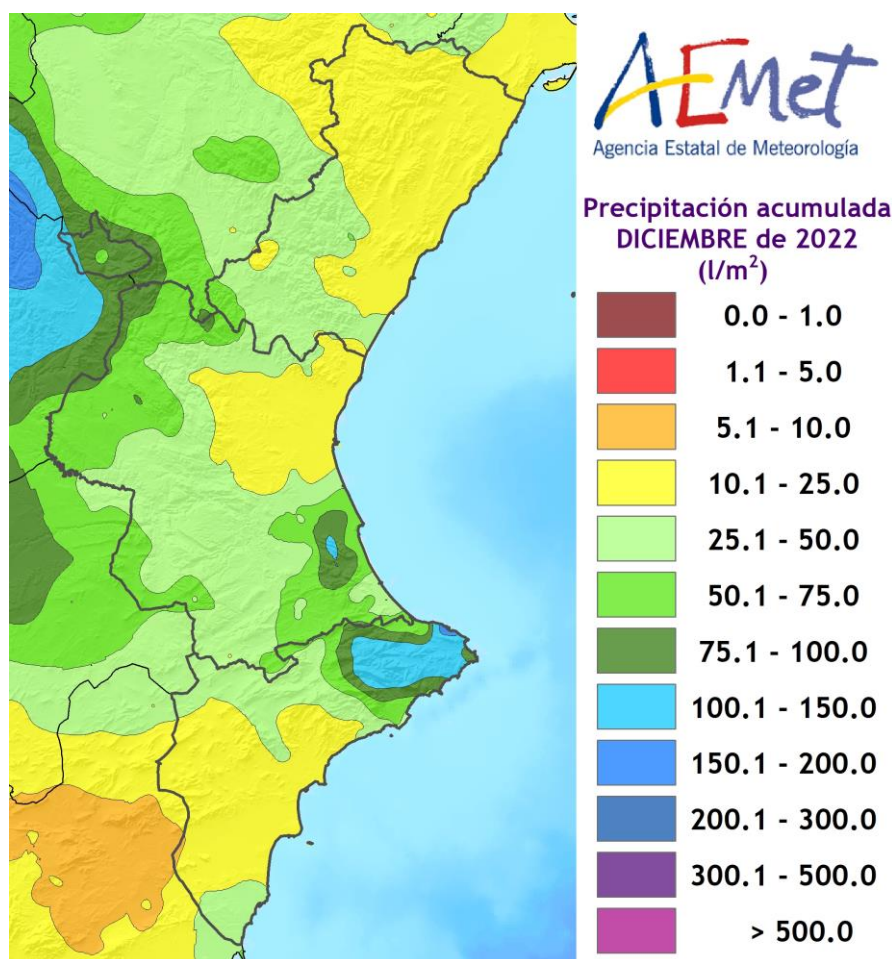 AEMet
Agencia Estatal de Meteorología
Precipitación acumulada
DICIEMBRE de 2022
(l/m²)
0.0 - 1.0
1.1 - 5.0
5.1 - 10.0
10.1 - 25.0
25.1 - 50.0
50.1 - 75.0
75.1 - 100.0
100.1 - 150.0
150.1 - 200.0
200.1 - 300.0
300.1 - 500.0
> 500.0